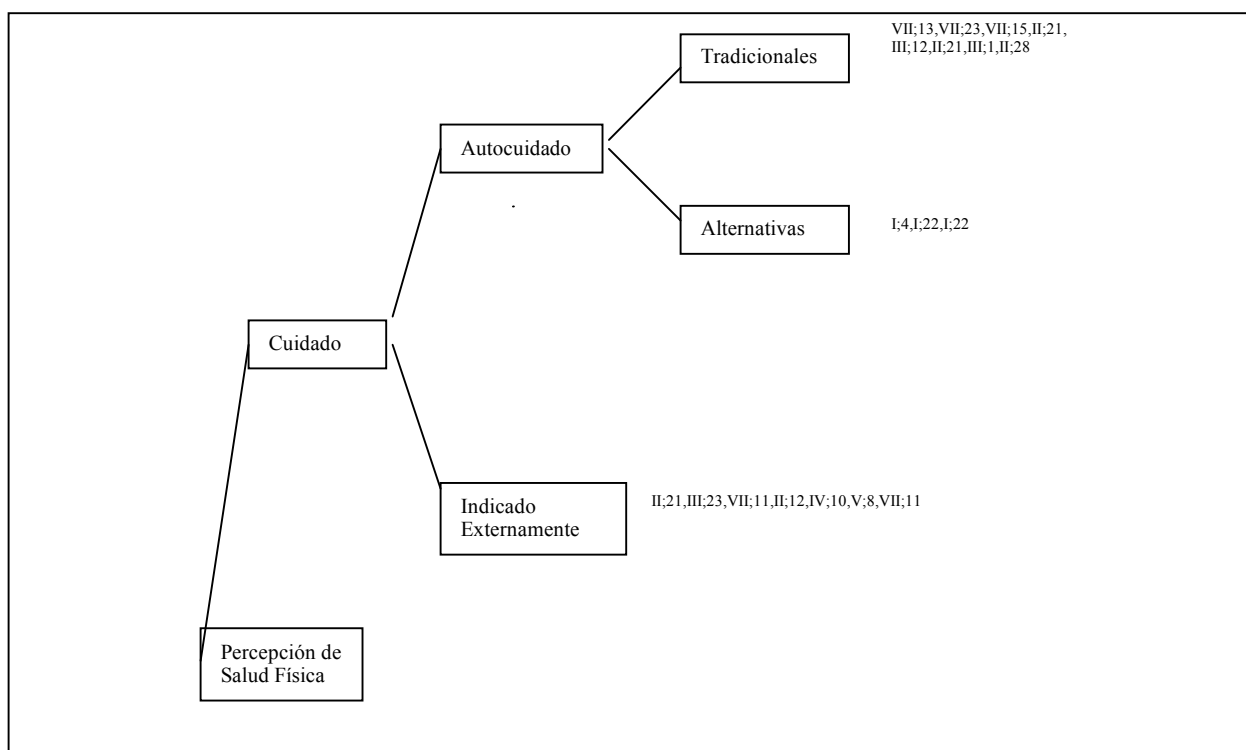 VII;13,VII;23,VII;15,II;21,
III;12,II;21,III;1,II;28
Tradicionales
Autocuidado
Alternativas
I;4,I;22,I;22
Cuidado
Indicado
Externamente
II;21,III;23,VII;11,II;12,IV;10,V;8,VII;11
Percepción de
Salud Física